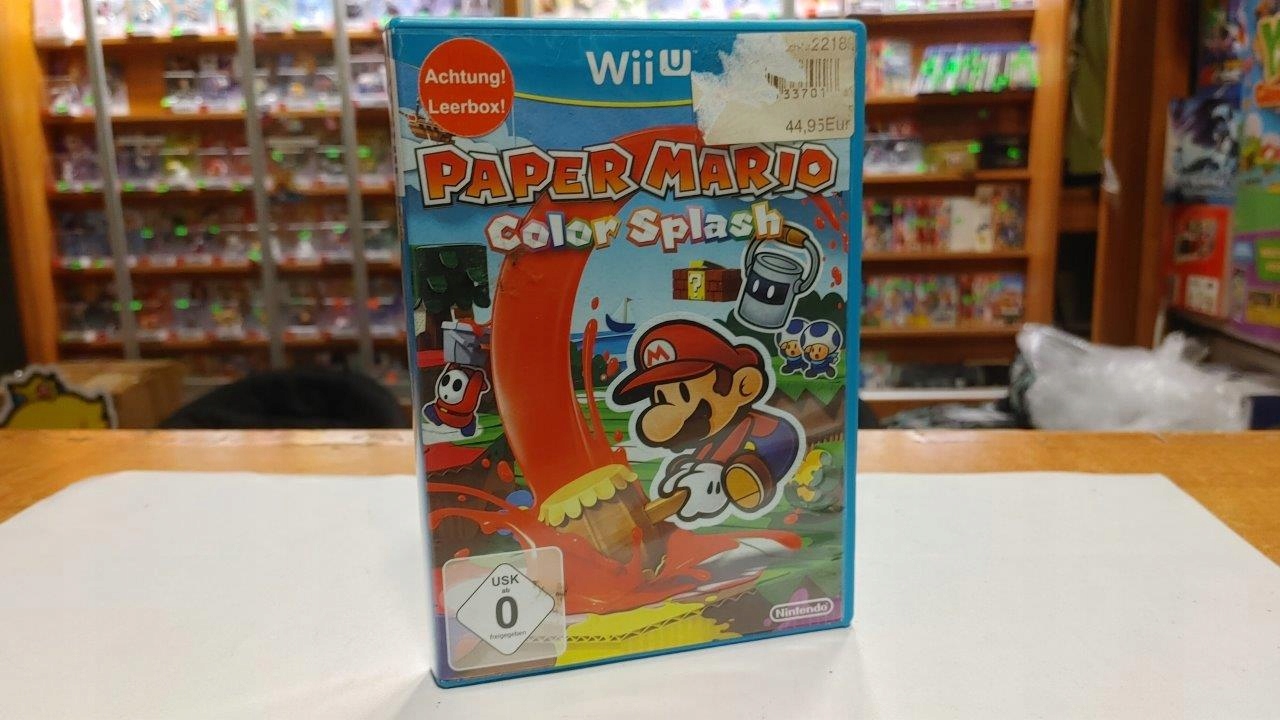 Achtung!
Leerbox!
Wii U
2218
33701
44,95Eur
PAPER MARIO
Color Splash
M
USK
ab
0
freigegeben
Nintendo